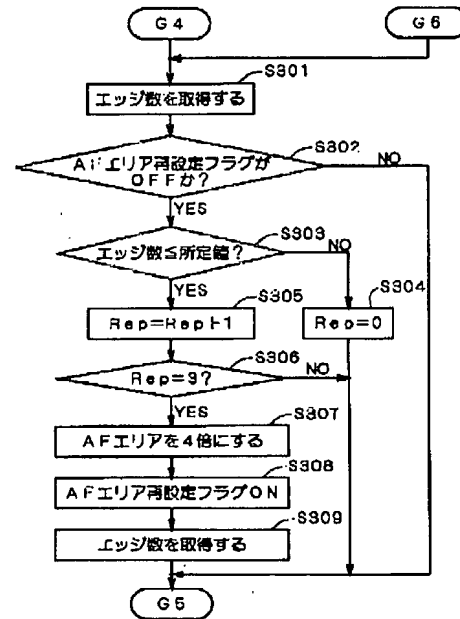 G4
G6
S301
エッジ数を取得する
S302
AFエリア再設定フラグが
OFFか?
NO
YES
S303
エッジ数≦所定値?
NO
YES
S305
S304
Rep=Rep+1
Rep=0
S306
Rep=3?
NO
YES
S307
AFエリアを4倍にする
S308
AFエリア再設定フラグON
S309
エッジ数を取得する
G5